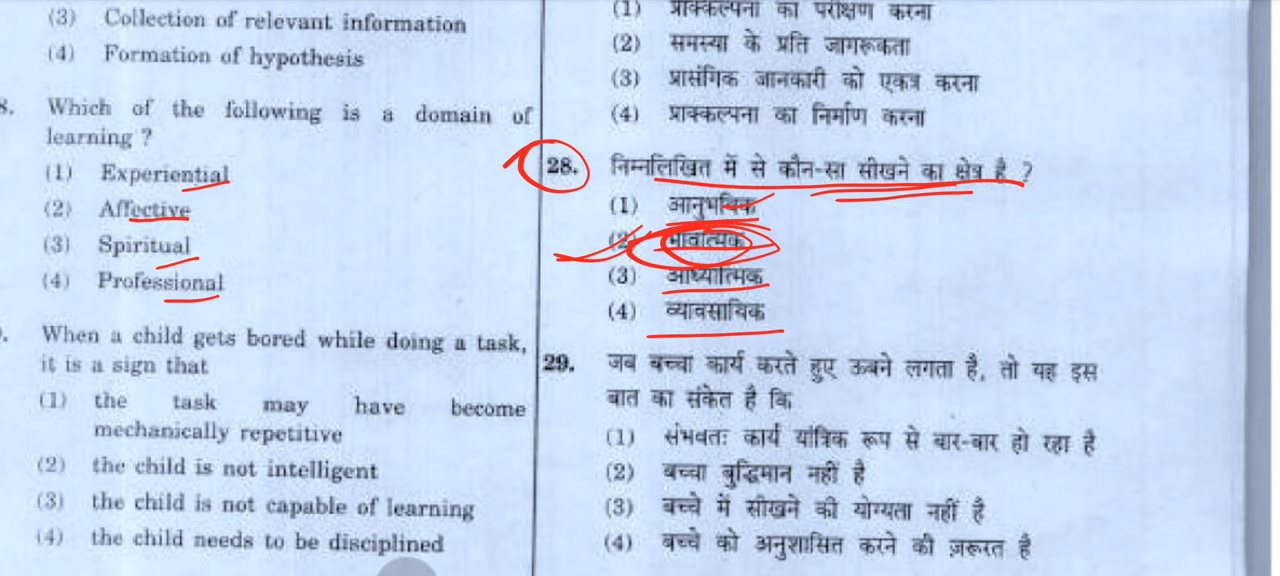 (3) Collection of relevant information
(4) Formation of hypothesis
8. Which of the following is a domain of
learning ?
(1) Experiential
(2) Affective
(3) Spiritual
(4) Professional
. When a child gets bored while doing a task,
it is a sign that
(1) the task may have become
mechanically repetitive
(2) the child is not intelligent
(3) the child is not capable of learning
(4) the child needs to be disciplined
(1) प्राक्कल्पना का परीक्षण करना
(2) समस्या के प्रति जागरूकता
(3) प्रासंगिक जानकारी को एकत्र करना
(4) प्राक्कल्पना का निर्माण करना
28. निम्नलिखित में से कौन-सा सीखने का क्षेत्र है ?
(1) आनुभविक
(2) भावात्मक
(3) आध्यात्मिक
(4) व्यावसायिक
29. जब बच्चा कार्य करते हुए ऊबने लगता है, तो यह इस
बात का संकेत है कि
(1) संभवतः कार्य यांत्रिक रूप से बार-बार हो रहा है
(2) बच्चा बुद्धिमान नहीं है
(3) बच्चे में सीखने की योग्यता नहीं है
(4) बच्चे को अनुशासित करने की ज़रूरत है